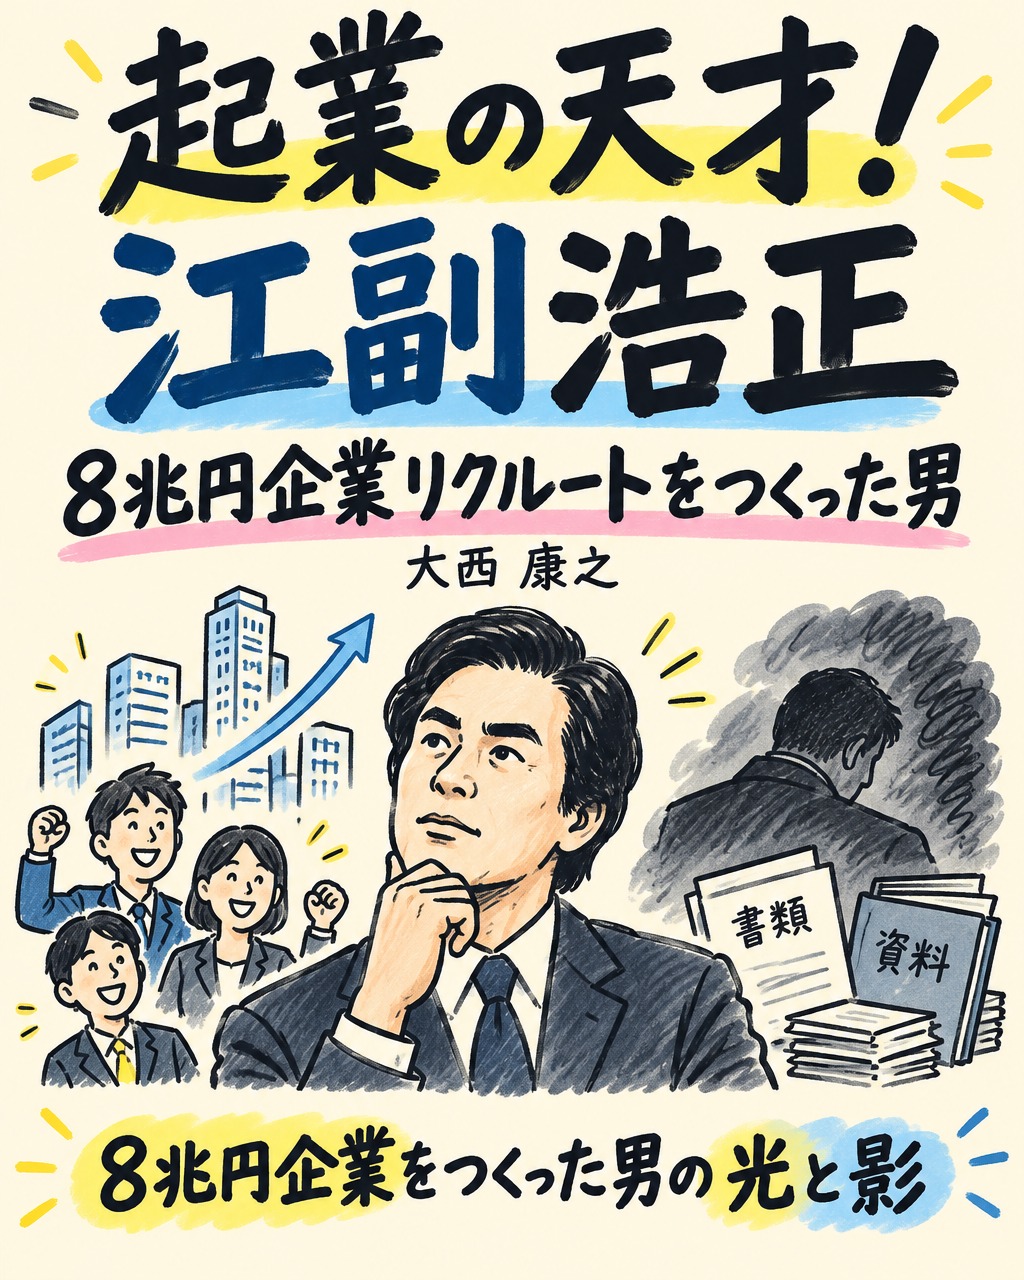 起業の天才！
江副浩正
8兆円企業リクルートをつくった男
大西 康之
書類
資料
8兆円企業をつくった男の光と影